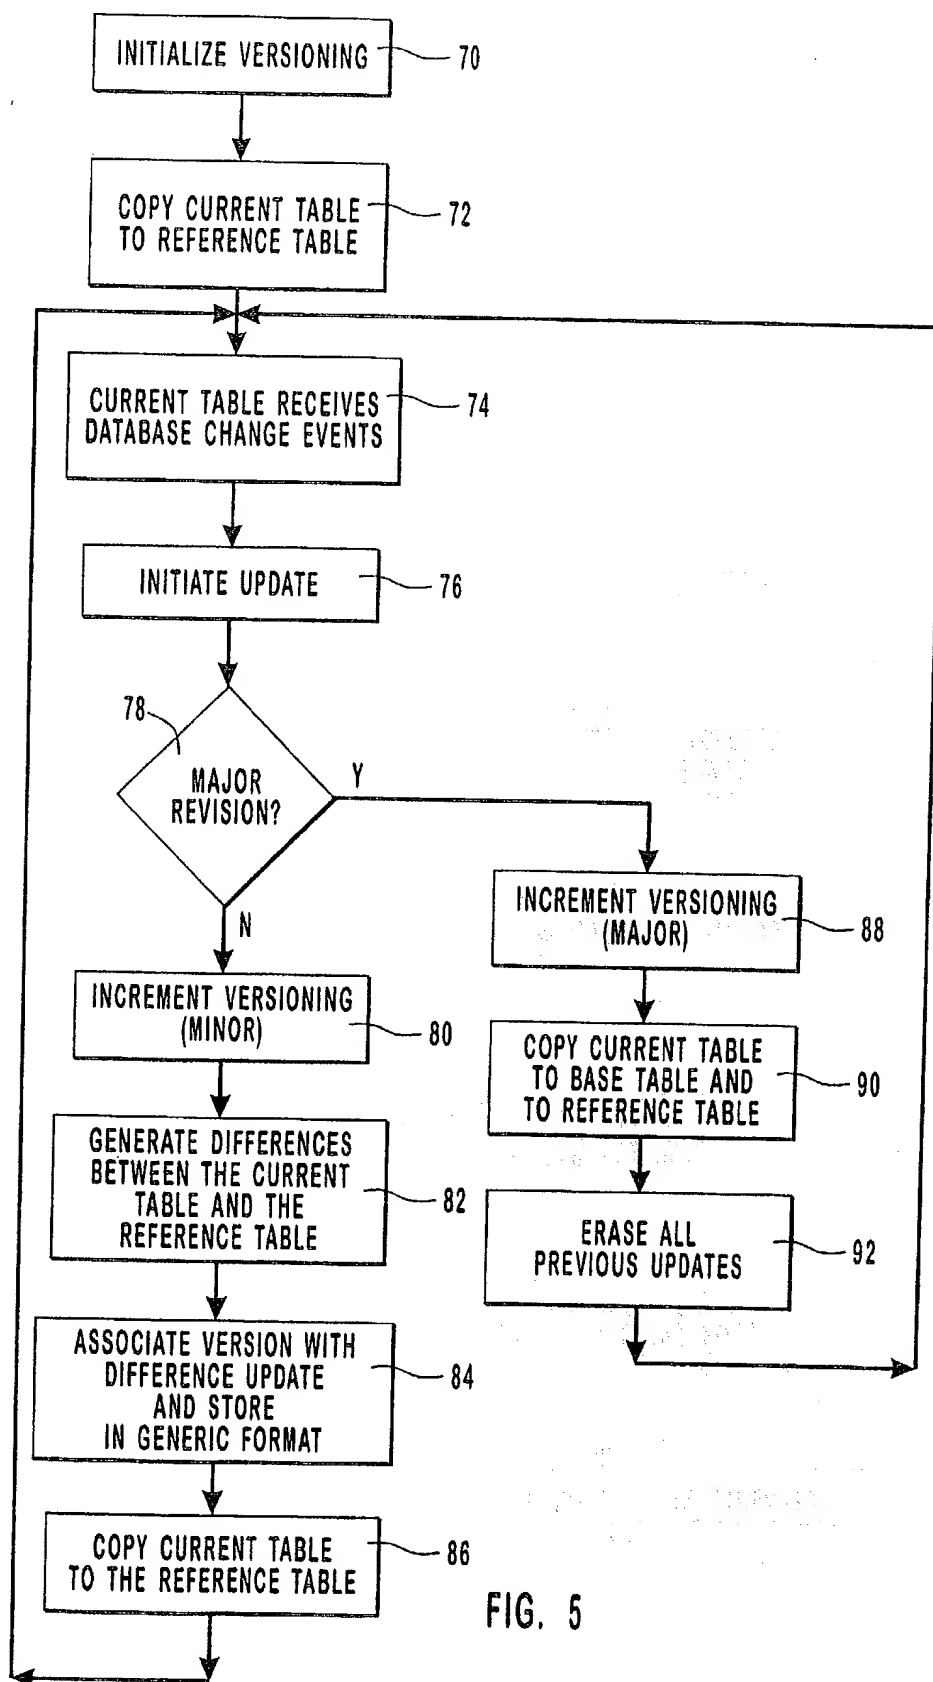 INITIALIZE VERSIONING
70
COPY CURRENT TABLE
TO REFERENCE TABLE
72
CURRENT TABLE RECEIVES
DATABASE CHANGE EVENTS
74
INITIATE UPDATE
76
78
MAJOR
REVISION?
Y
N
INCREMENT VERSIONING
(MAJOR)
88
INCREMENT VERSIONING
(MINOR)
80
COPY CURRENT TABLE
TO BASE TABLE AND
TO REFERENCE TABLE
90
GENERATE DIFFERENCES
BETWEEN THE CURRENT
TABLE AND THE
REFERENCE TABLE
82
ERASE ALL
PREVIOUS UPDATES
92
ASSOCIATE VERSION WITH
DIFFERENCE UPDATE
AND STORE
IN GENERIC FORMAT
84
COPY CURRENT TABLE
TO THE REFERENCE TABLE
86
FIG. 5